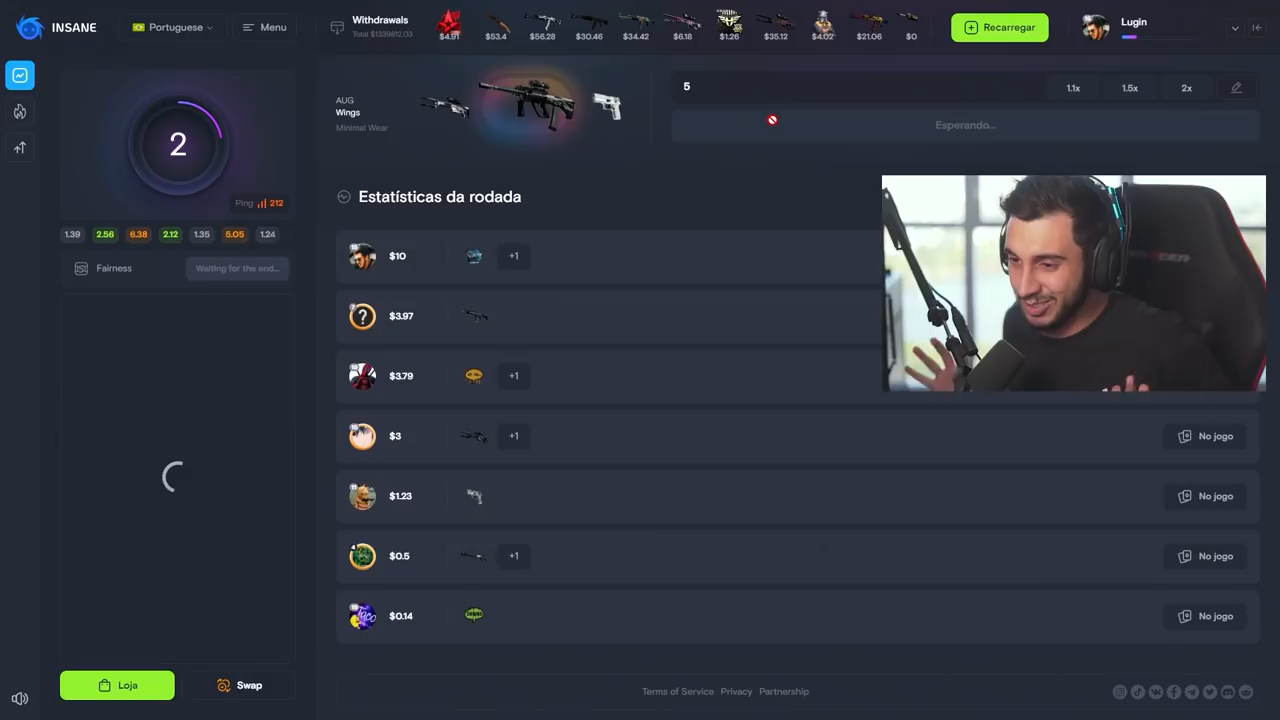 INSANE
Portuguese
Menu
Withdrawals
Total $1339812.03
$4.91
$53.4
$56.28
$30.46
$34.42
$6.18
$1.26
$35.12
$4.02
$21.06
$0
Recarregar
Lugin
2
Ping 212
1.39 2.56 6.38 2.12 1.35 5.05 1.24
Fairness
Waiting for the end...
AUG
Wings
Minimal Wear
5
1.1x
1.5x
2x
Esperando...
Estatísticas da rodada
$10 +1
$3.97
$3.79 +1
$3 +1 No jogo
$1.23 No jogo
$0.5 +1 No jogo
$0.14 No jogo
Loja
Swap
Terms of Service Privacy Partnership